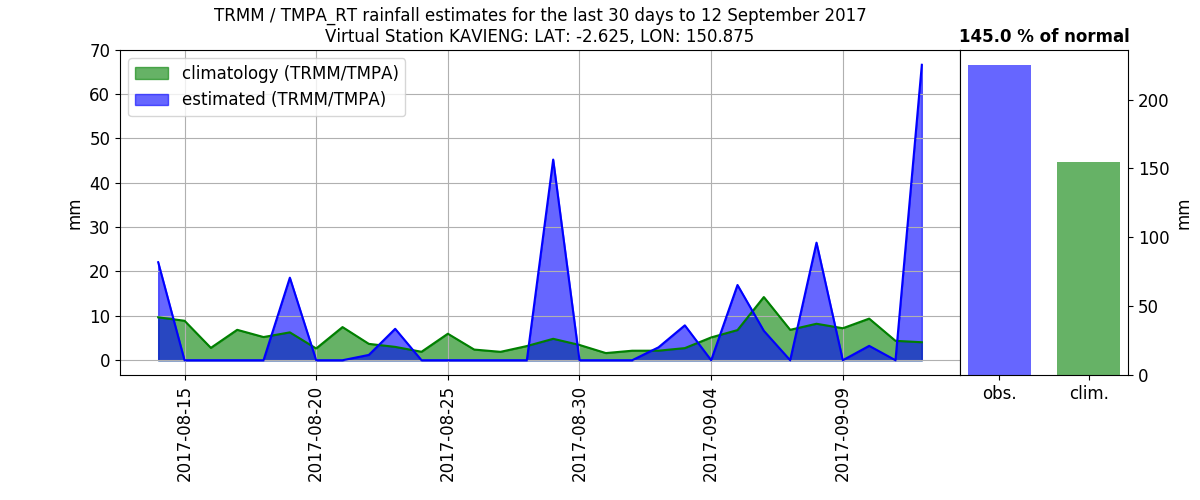 TRMM / TMPA_RT rainfall estimates for the last 30 days to 12 September 2017
Virtual Station KAVIENG: LAT: -2.625, LON: 150.875
145.0 % of normal
climatology (TRMM/TMPA)
estimated (TRMM/TMPA)
70
60
50
40
30
20
10
0
mm
2017-08-15
2017-08-20
2017-08-25
2017-08-30
2017-09-04
2017-09-09
200
150
100
50
0
mm
obs.
clim.